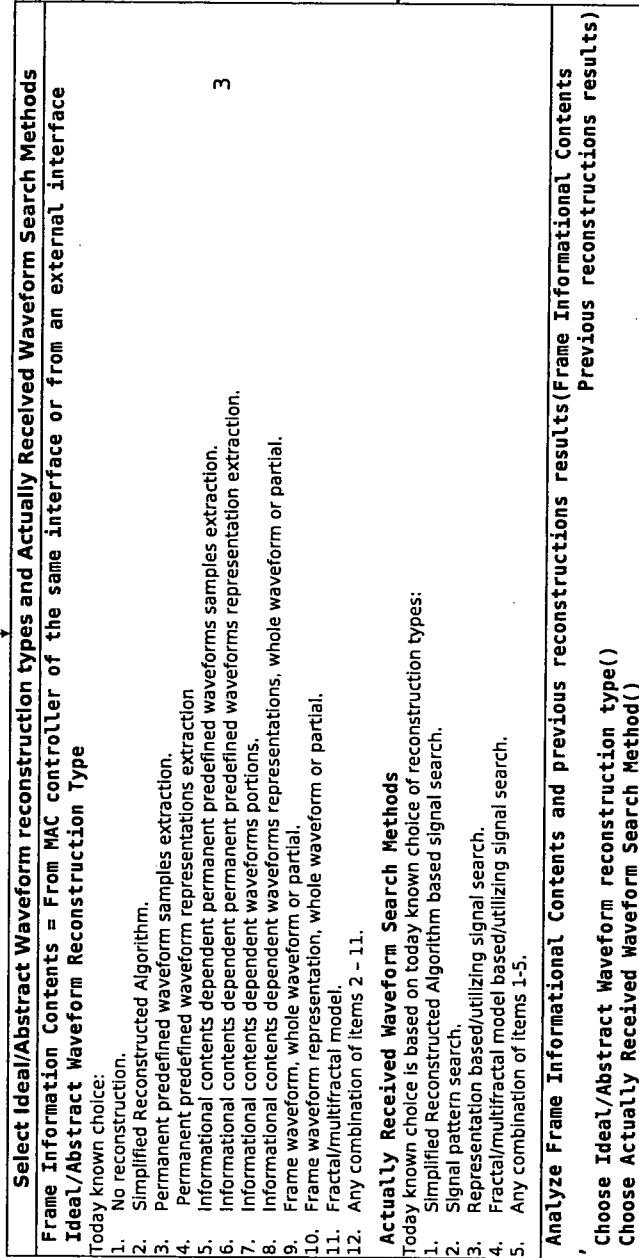 Select Ideal/Abstract Waveform reconstruction types and Actually Received Waveform Search Methods
Frame Information Contents = From MAC controller of the same interface or from an external interface
Ideal/Abstract Waveform Reconstruction Type
Today known choice:
1. No reconstruction.
2. Simplified Reconstructed Algorithm.
3. Permanent predefined waveform samples extraction.
4. Permanent predefined waveform representations extraction
5. Informational contents dependent permanent predefined waveforms samples extraction.
6. Informational contents dependent permanent predefined waveforms representation extraction.
7. Informational contents dependent waveforms portions.
8. Informational contents dependent waveforms representations, whole waveform or partial.
9. Frame waveform, whole waveform or partial.
10. Frame waveform representation, whole waveform or partial.
11. Fractal/multifractal model.
12. Any combination of items 2 – 11.
3
Actually Received Waveform Search Methods
Today known choice is based on today known choice of reconstruction types:
1. Simplified Reconstructed Algorithm based signal search.
2. Signal pattern search.
3. Representation based/utilizing signal search.
4. Fractal/multifractal model based/utilizing signal search.
5. Any combination of items 1-5.
Analyze Frame Informational Contents and previous reconstructions results(Frame Informational Contents
, Previous reconstructions results)
Choose Ideal/Abstract Waveform reconstruction type()
Choose Actually Received Waveform Search Method()